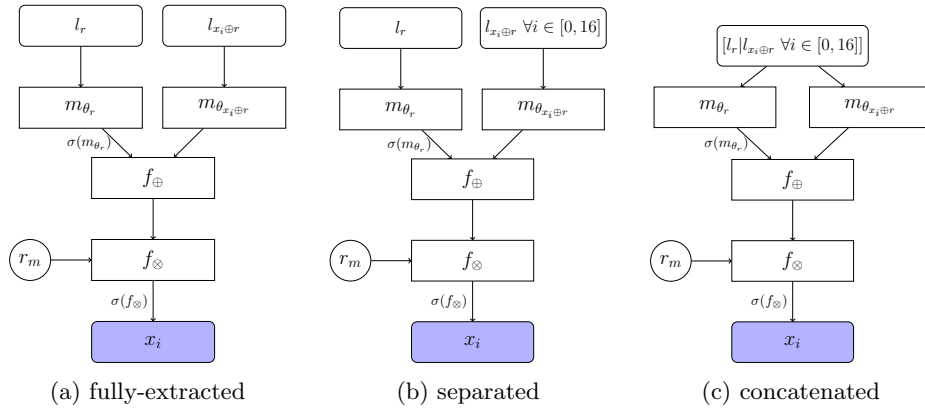 l_r
l_{x_i⊕r}
m_{θ_r}
m_{θ_{x_i⊕r}}
σ(m_{θ_r})
f_⊕
r_m
f_⊗
σ(f_⊗)
x_i
(a) fully-extracted
l_r
l_{x_i⊕r} ∀i ∈ [0, 16]
m_{θ_r}
m_{θ_{x_i⊕r}}
σ(m_{θ_r})
f_⊕
r_m
f_⊗
σ(f_⊗)
x_i
(b) separated
[l_r|l_{x_i⊕r} ∀i ∈ [0, 16]]
m_{θ_r}
m_{θ_{x_i⊕r}}
σ(m_{θ_r})
f_⊕
r_m
f_⊗
σ(f_⊗)
x_i
(c) concatenated